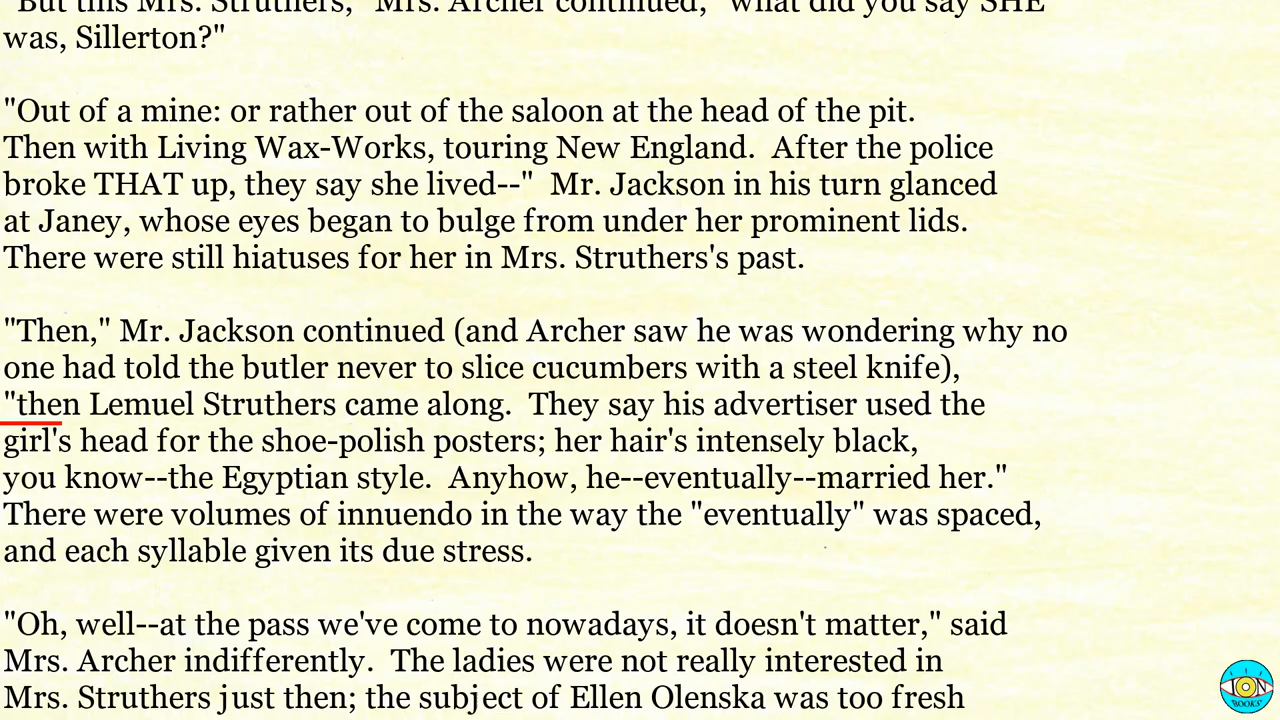 "But this Mrs. Struthers," Mrs. Archer continued, "what did you say SHE
was, Sillerton?"
"Out of a mine: or rather out of the saloon at the head of the pit.
Then with Living Wax-Works, touring New England.  After the police
broke THAT up, they say she lived--"  Mr. Jackson in his turn glanced
at Janey, whose eyes began to bulge from under her prominent lids.
There were still hiatuses for her in Mrs. Struthers's past.
"Then," Mr. Jackson continued (and Archer saw he was wondering why no
one had told the butler never to slice cucumbers with a steel knife),
"then Lemuel Struthers came along.  They say his advertiser used the
girl's head for the shoe-polish posters; her hair's intensely black,
you know--the Egyptian style.  Anyhow, he--eventually--married her."
There were volumes of innuendo in the way the "eventually" was spaced,
and each syllable given its due stress.
"Oh, well--at the pass we've come to nowadays, it doesn't matter," said
Mrs. Archer indifferently.  The ladies were not really interested in
Mrs. Struthers just then; the subject of Ellen Olenska was too fresh
ION
BOOKS